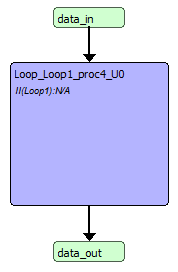 data_in
Loop_Loop1_proc4_U0
II(Loop1):N/A
data_out